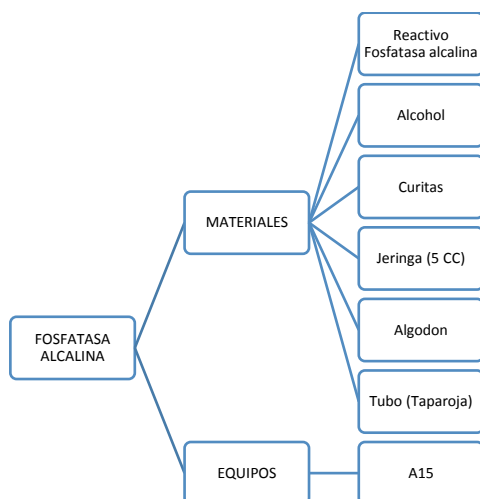 FOSFATASA
ALCALINA
MATERIALES
Reactivo
Fosfatasa alcalina
Alcohol
Curitas
Jeringa (5 CC)
Algodon
Tubo (Taparoja)
EQUIPOS
A15